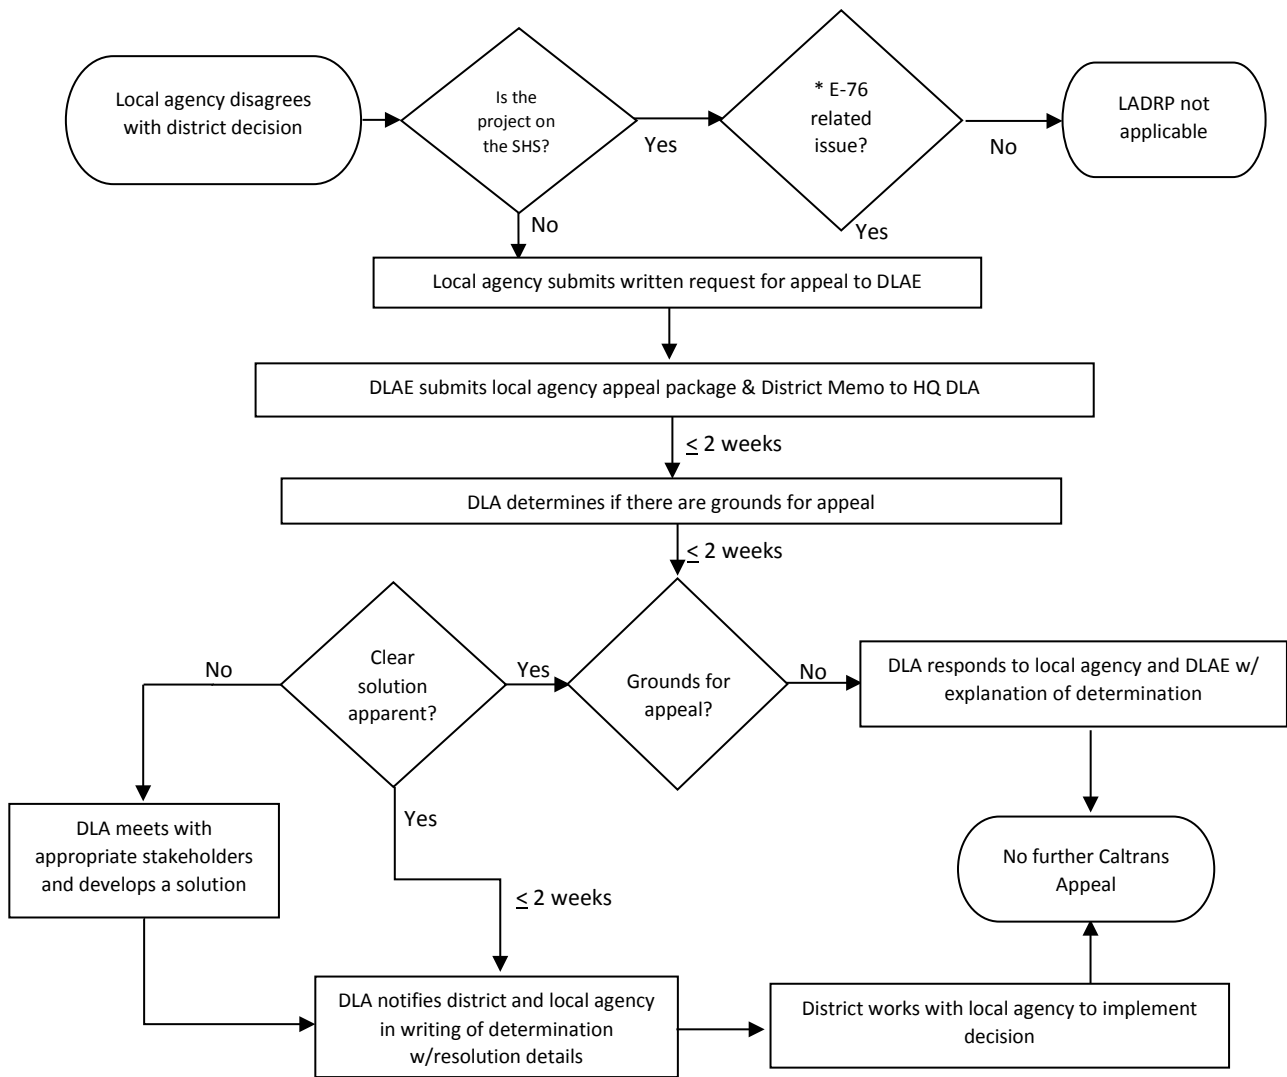 Local agency disagrees
with district decision
Is the
project on
the SHS?
Yes
* E-76
related
issue?
No
LADRP not
applicable
No
Yes
Local agency submits written request for appeal to DLAE
DLAE submits local agency appeal package & District Memo to HQ DLA
≤ 2 weeks
DLA determines if there are grounds for appeal
≤ 2 weeks
No
Clear
solution
apparent?
Yes
Grounds for
appeal?
No
DLA responds to local agency and DLAE w/
explanation of determination
Yes
DLA meets with
appropriate stakeholders
and develops a solution
≤ 2 weeks
No further Caltrans
Appeal
DLA notifies district and local agency
in writing of determination
w/resolution details
District works with local agency to implement
decision